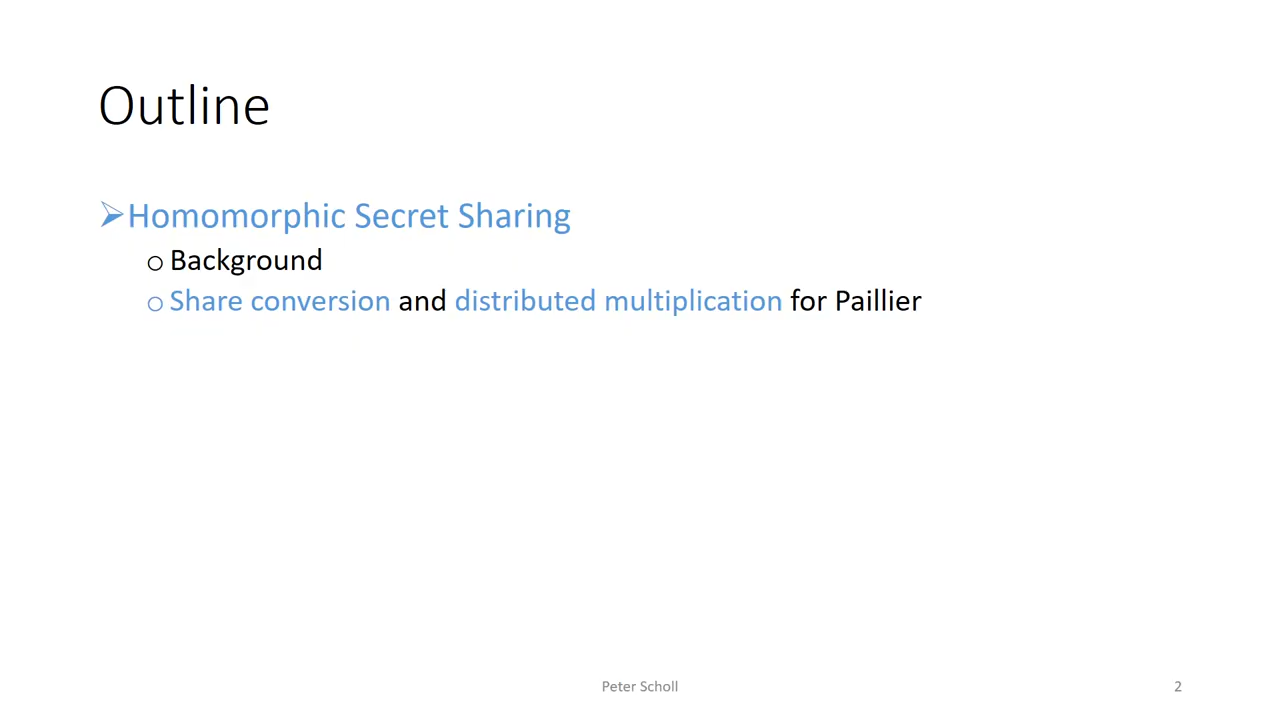 Outline
Homomorphic Secret Sharing
Background
Share conversion and distributed multiplication for Paillier
Peter Scholl
2